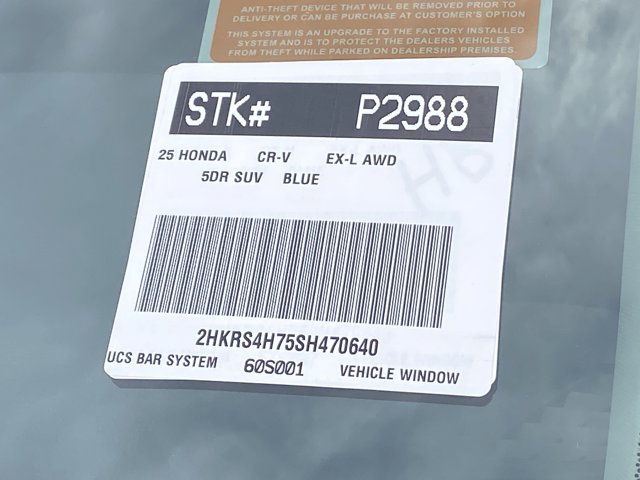 ANTI-THEFT DEVICE THAT WILL BE REMOVED PRIOR TO
DELIVERY OR CAN BE PURCHASE AT CUSTOMER'S OPTION
THIS SYSTEM IS AN UPGRADE TO THE FACTORY INSTALLED
SYSTEM AND IS TO PROTECT THE DEALERS VEHICLES
FROM THEFT WHILE PARKED ON DEALERSHIP PREMISES.
STK# P2988
25 HONDA CR-V EX-L AWD
5DR SUV BLUE
2HKRS4H75SH470640
UCS BAR SYSTEM 60S001 VEHICLE WINDOW